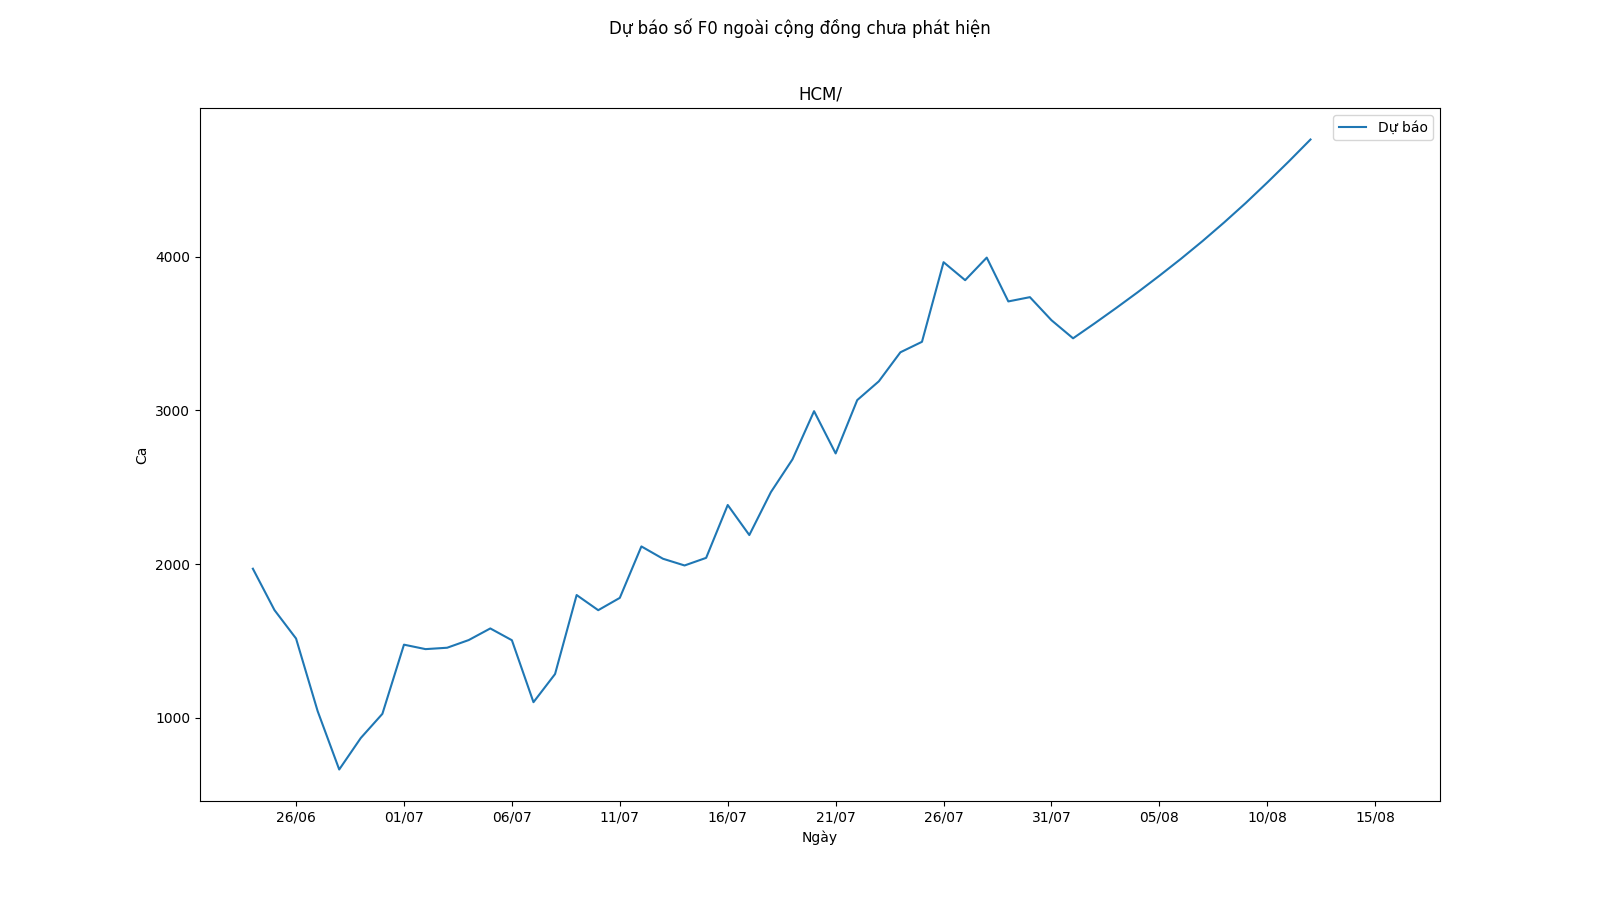 Dự báo số F0 ngoài cộng đồng chưa phát hiện
HCM/
Dự báo
4000
3000
2000
1000
Ca
26/06 01/07 06/07 11/07 16/07 21/07 26/07 31/07 05/08 10/08 15/08
Ngày